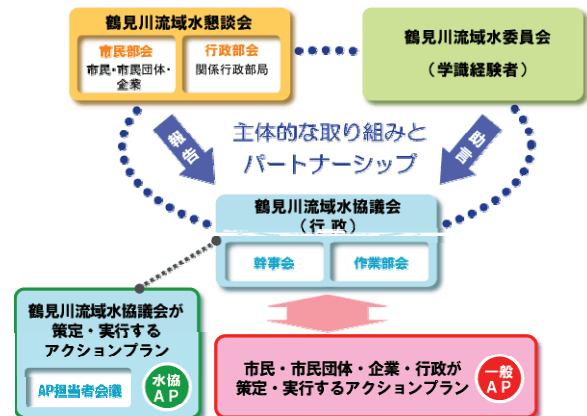 鶴見川流域水懇談会
市民部会
市民・市民団体・
企業
行政部会
関係行政部局
鶴見川流域水委員会
（学識経験者）
報告
主体的な取り組みと
パートナーシップ
助言
鶴見川流域水協議会
（行政）
幹事会
作業部会
鶴見川流域水協議会が
策定・実行する
アクションプラン
AP担当者会議
水協
AP
市民・市民団体・企業・行政が
策定・実行するアクションプラン
一般
AP